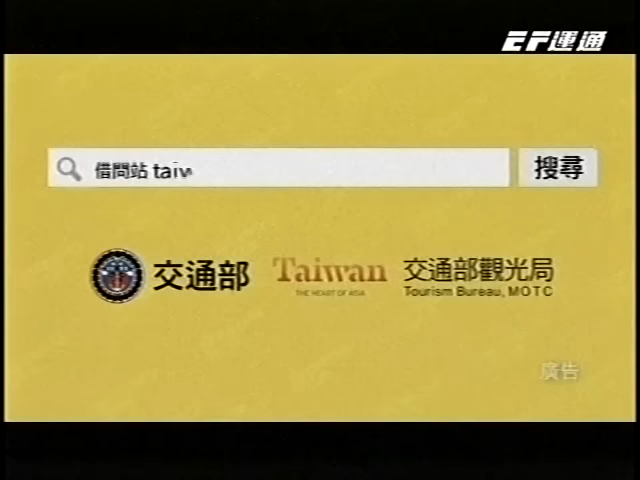 EF運通
借問站 taiw
搜尋
交通部
Taiwan
THE HEART OF ASIA
交通部觀光局
Tourism Bureau, MOTC
廣告